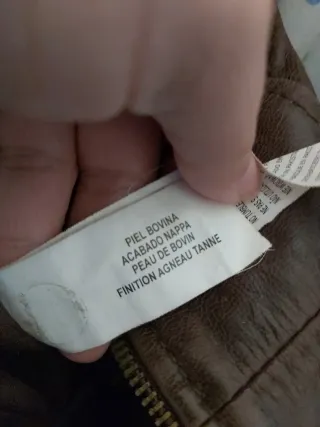 PIEL BOVINA
ACABADO NAPPA
PEAU DE BOVIN
FINITION AGNEAU TANNE